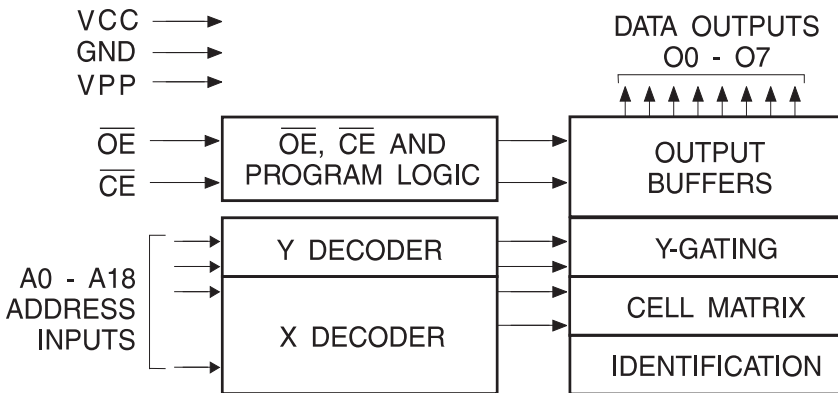 VCC
GND
VPP
OE
CE
OE, CE AND
PROGRAM LOGIC
DATA OUTPUTS
O0 - O7
OUTPUT
BUFFERS
A0 - A18
ADDRESS
INPUTS
Y DECODER
X DECODER
Y-GATING
CELL MATRIX
IDENTIFICATION